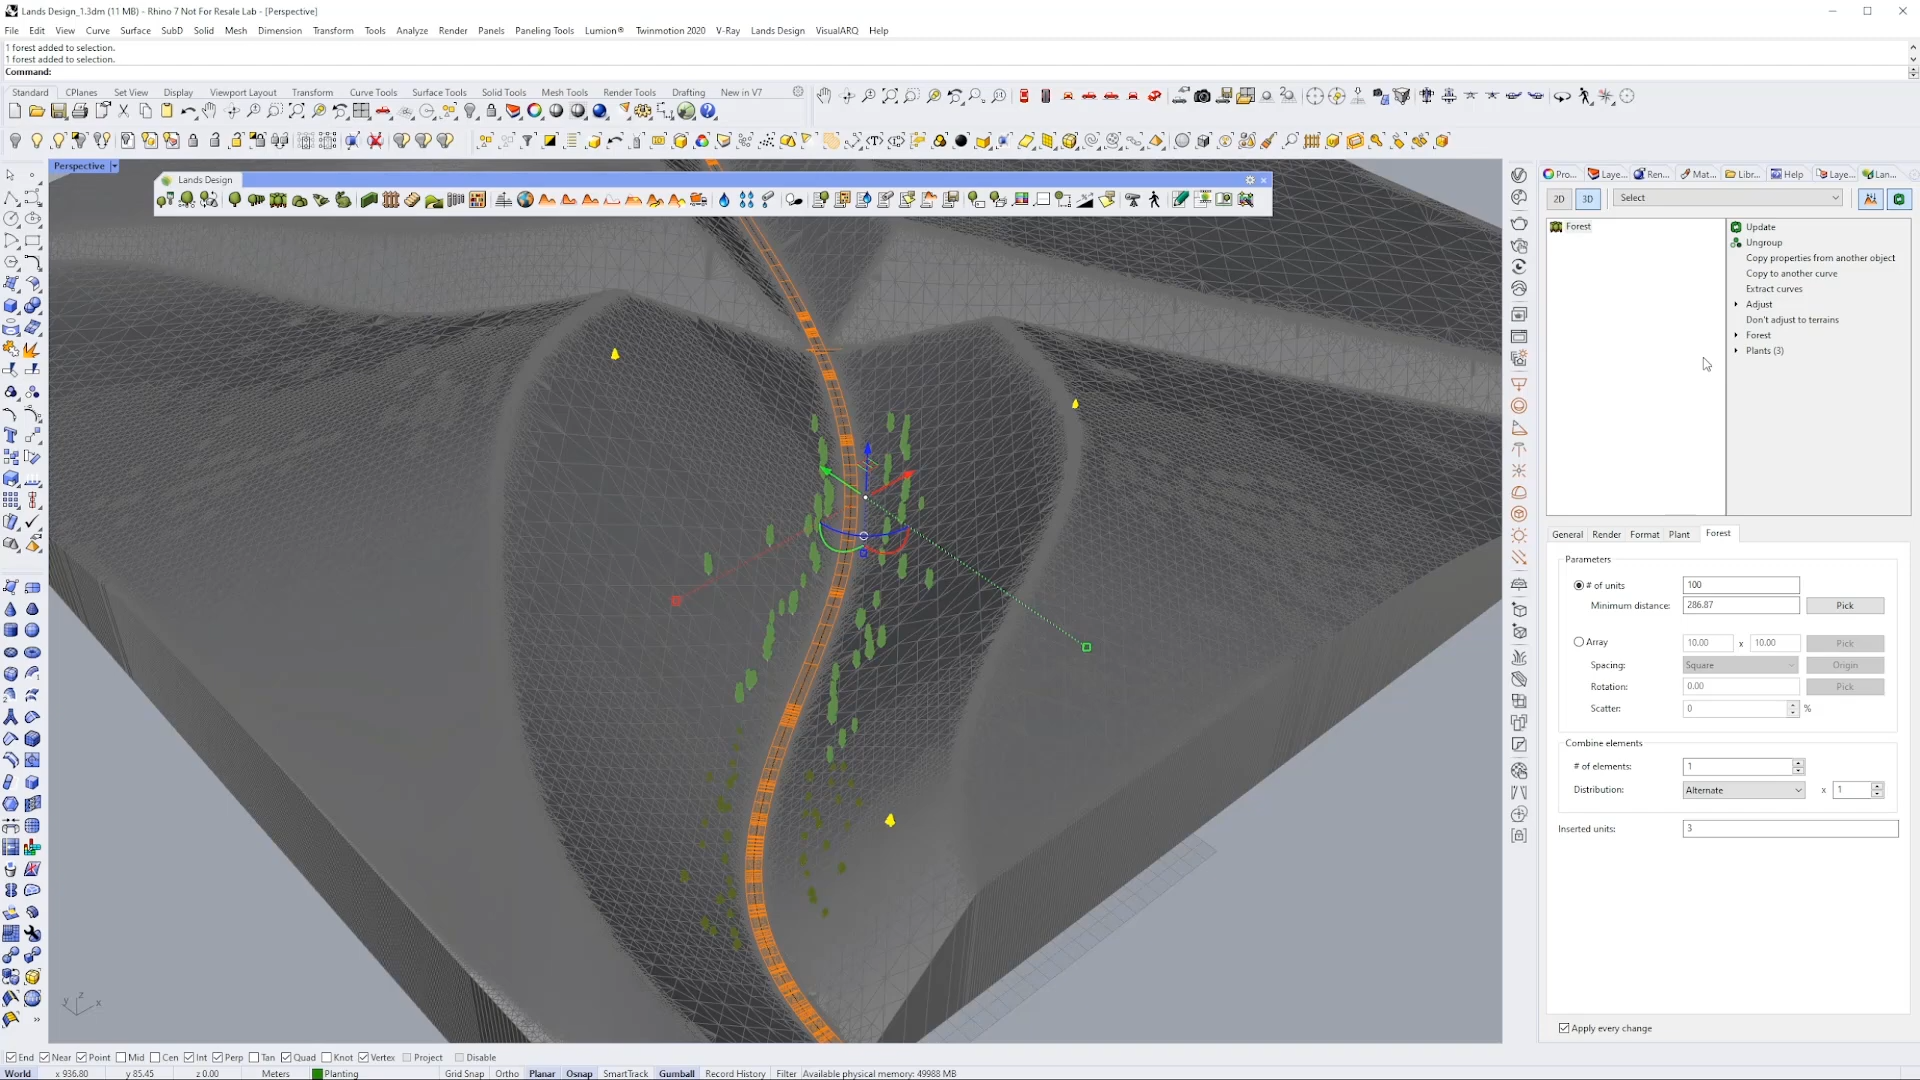 Lands Design_1.3dm (11 MB) - Rhino 7 Not For Resale Lab - [Perspective]
File Edit View Curve Surface SubD Solid Mesh Dimension Transform Tools Analyze Render Panels Paneling Tools Lumion® Twinmotion 2020 V-Ray Lands Design VisualARQ Help
1 forest added to selection.
1 forest added to selection.
Command:
Standard CPlanes Set View Display Viewport Layout Transform Curve Tools Surface Tools Solid Tools Mesh Tools Render Tools Drafting New in V7
Perspective
Lands Design
Pro... Laye... Ren... Mat... Libr... Help Laye... Lan...
2D 3D Select
Forest
Update
Ungroup
Copy properties from another object
Copy to another curve
Extract curves
Adjust
Don't adjust to terrains
Forest
Plants (3)
General Render Format Plant Forest
Parameters
# of units 100
Minimum distance: 286.87 Pick
Array 10.00 x 10.00 Pick
Spacing: Square Origin
Rotation: 0.00 Pick
Scatter: 0 %
Combine elements
# of elements: 1
Distribution: Alternate x 1
Inserted units: 3
Apply every change
z
y x
End Near Point Mid Cen Int Perp Tan Quad Knot Vertex Project Disable
World x 936.80 y 85.45 z 0.00 Meters Planting Grid Snap Ortho Planar Osnap SmartTrack Gumball Record History Filter Available physical memory: 49988 MB